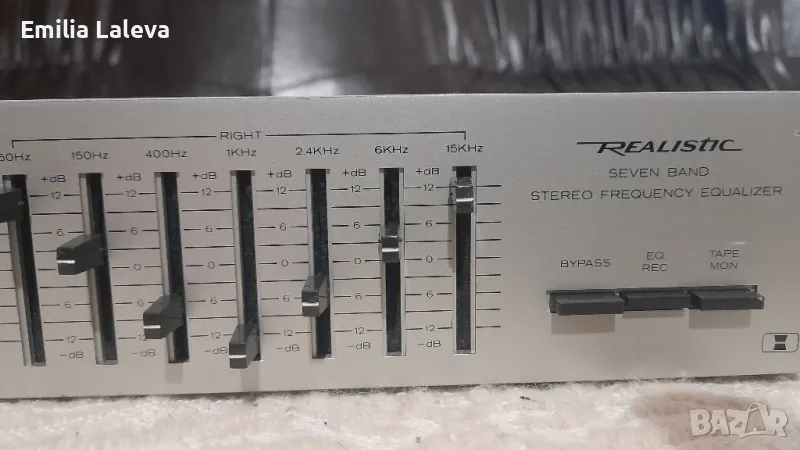 Emilia Laleva
RIGHT
150Hz 400Hz 1KHz 2.4KHz 6KHz 15KHz
+dB +dB +dB +dB +dB +dB
12 12 12 12 12 12
6 6 6 6 6 6
0 0 0 0 0 0
6 6 6 6 6 6
12 12 12 12 12 12
-dB -dB -dB -dB -dB -dB
REALISTIC
SEVEN BAND
STEREO FREQUENCY EQUALIZER
BYPASS EQ REC TAPE MON
BAZAR